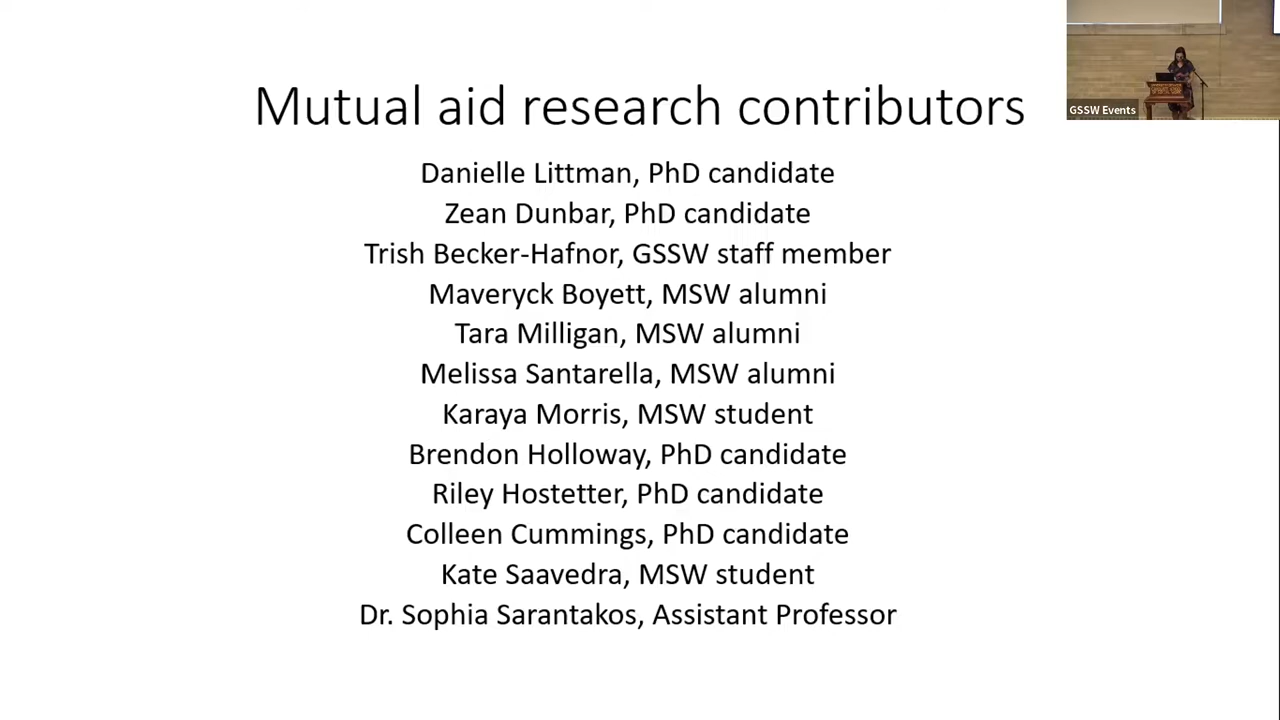 Mutual aid research contributors
GSSW Events
Danielle Littman, PhD candidate
Zean Dunbar, PhD candidate
Trish Becker-Hafnor, GSSW staff member
Maveryck Boyett, MSW alumni
Tara Milligan, MSW alumni
Melissa Santarella, MSW alumni
Karaya Morris, MSW student
Brendon Holloway, PhD candidate
Riley Hostetter, PhD candidate
Colleen Cummings, PhD candidate
Kate Saavedra, MSW student
Dr. Sophia Sarantakos, Assistant Professor